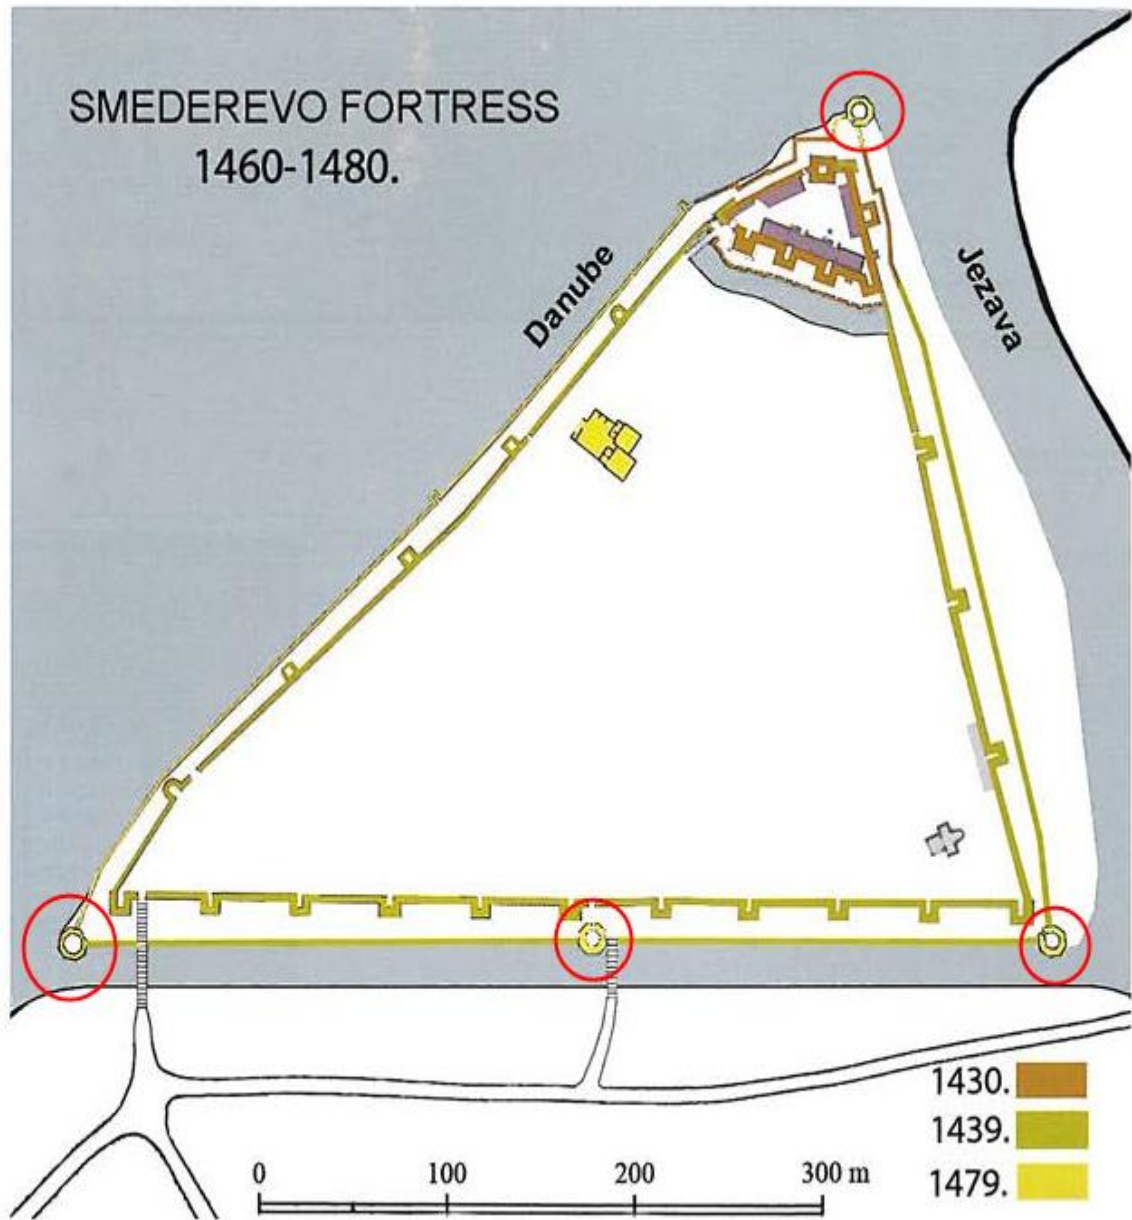 SMEDEREVO FORTRESS
1460-1480.
Danube
Jezava
1430.
1439.
1479.
0 100 200 300 m